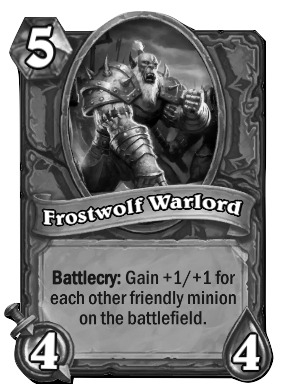 5
Frostwolf Warlord
Battlecry: Gain +1/+1 for
each other friendly minion
on the battlefield.
4 4